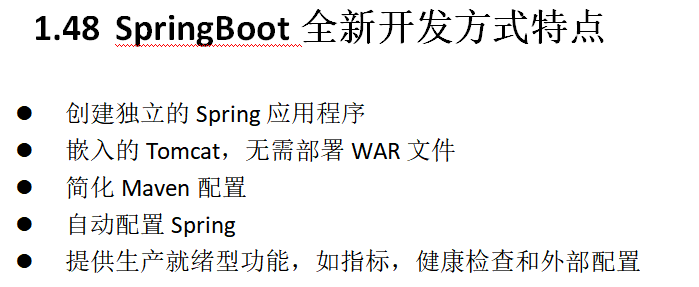 1.48 SpringBoot 全新开发方式特点
● 创建独立的 Spring 应用程序
● 嵌入的 Tomcat，无需部署 WAR 文件
● 简化 Maven 配置
● 自动配置 Spring
● 提供生产就绪型功能，如指标，健康检查和外部配置